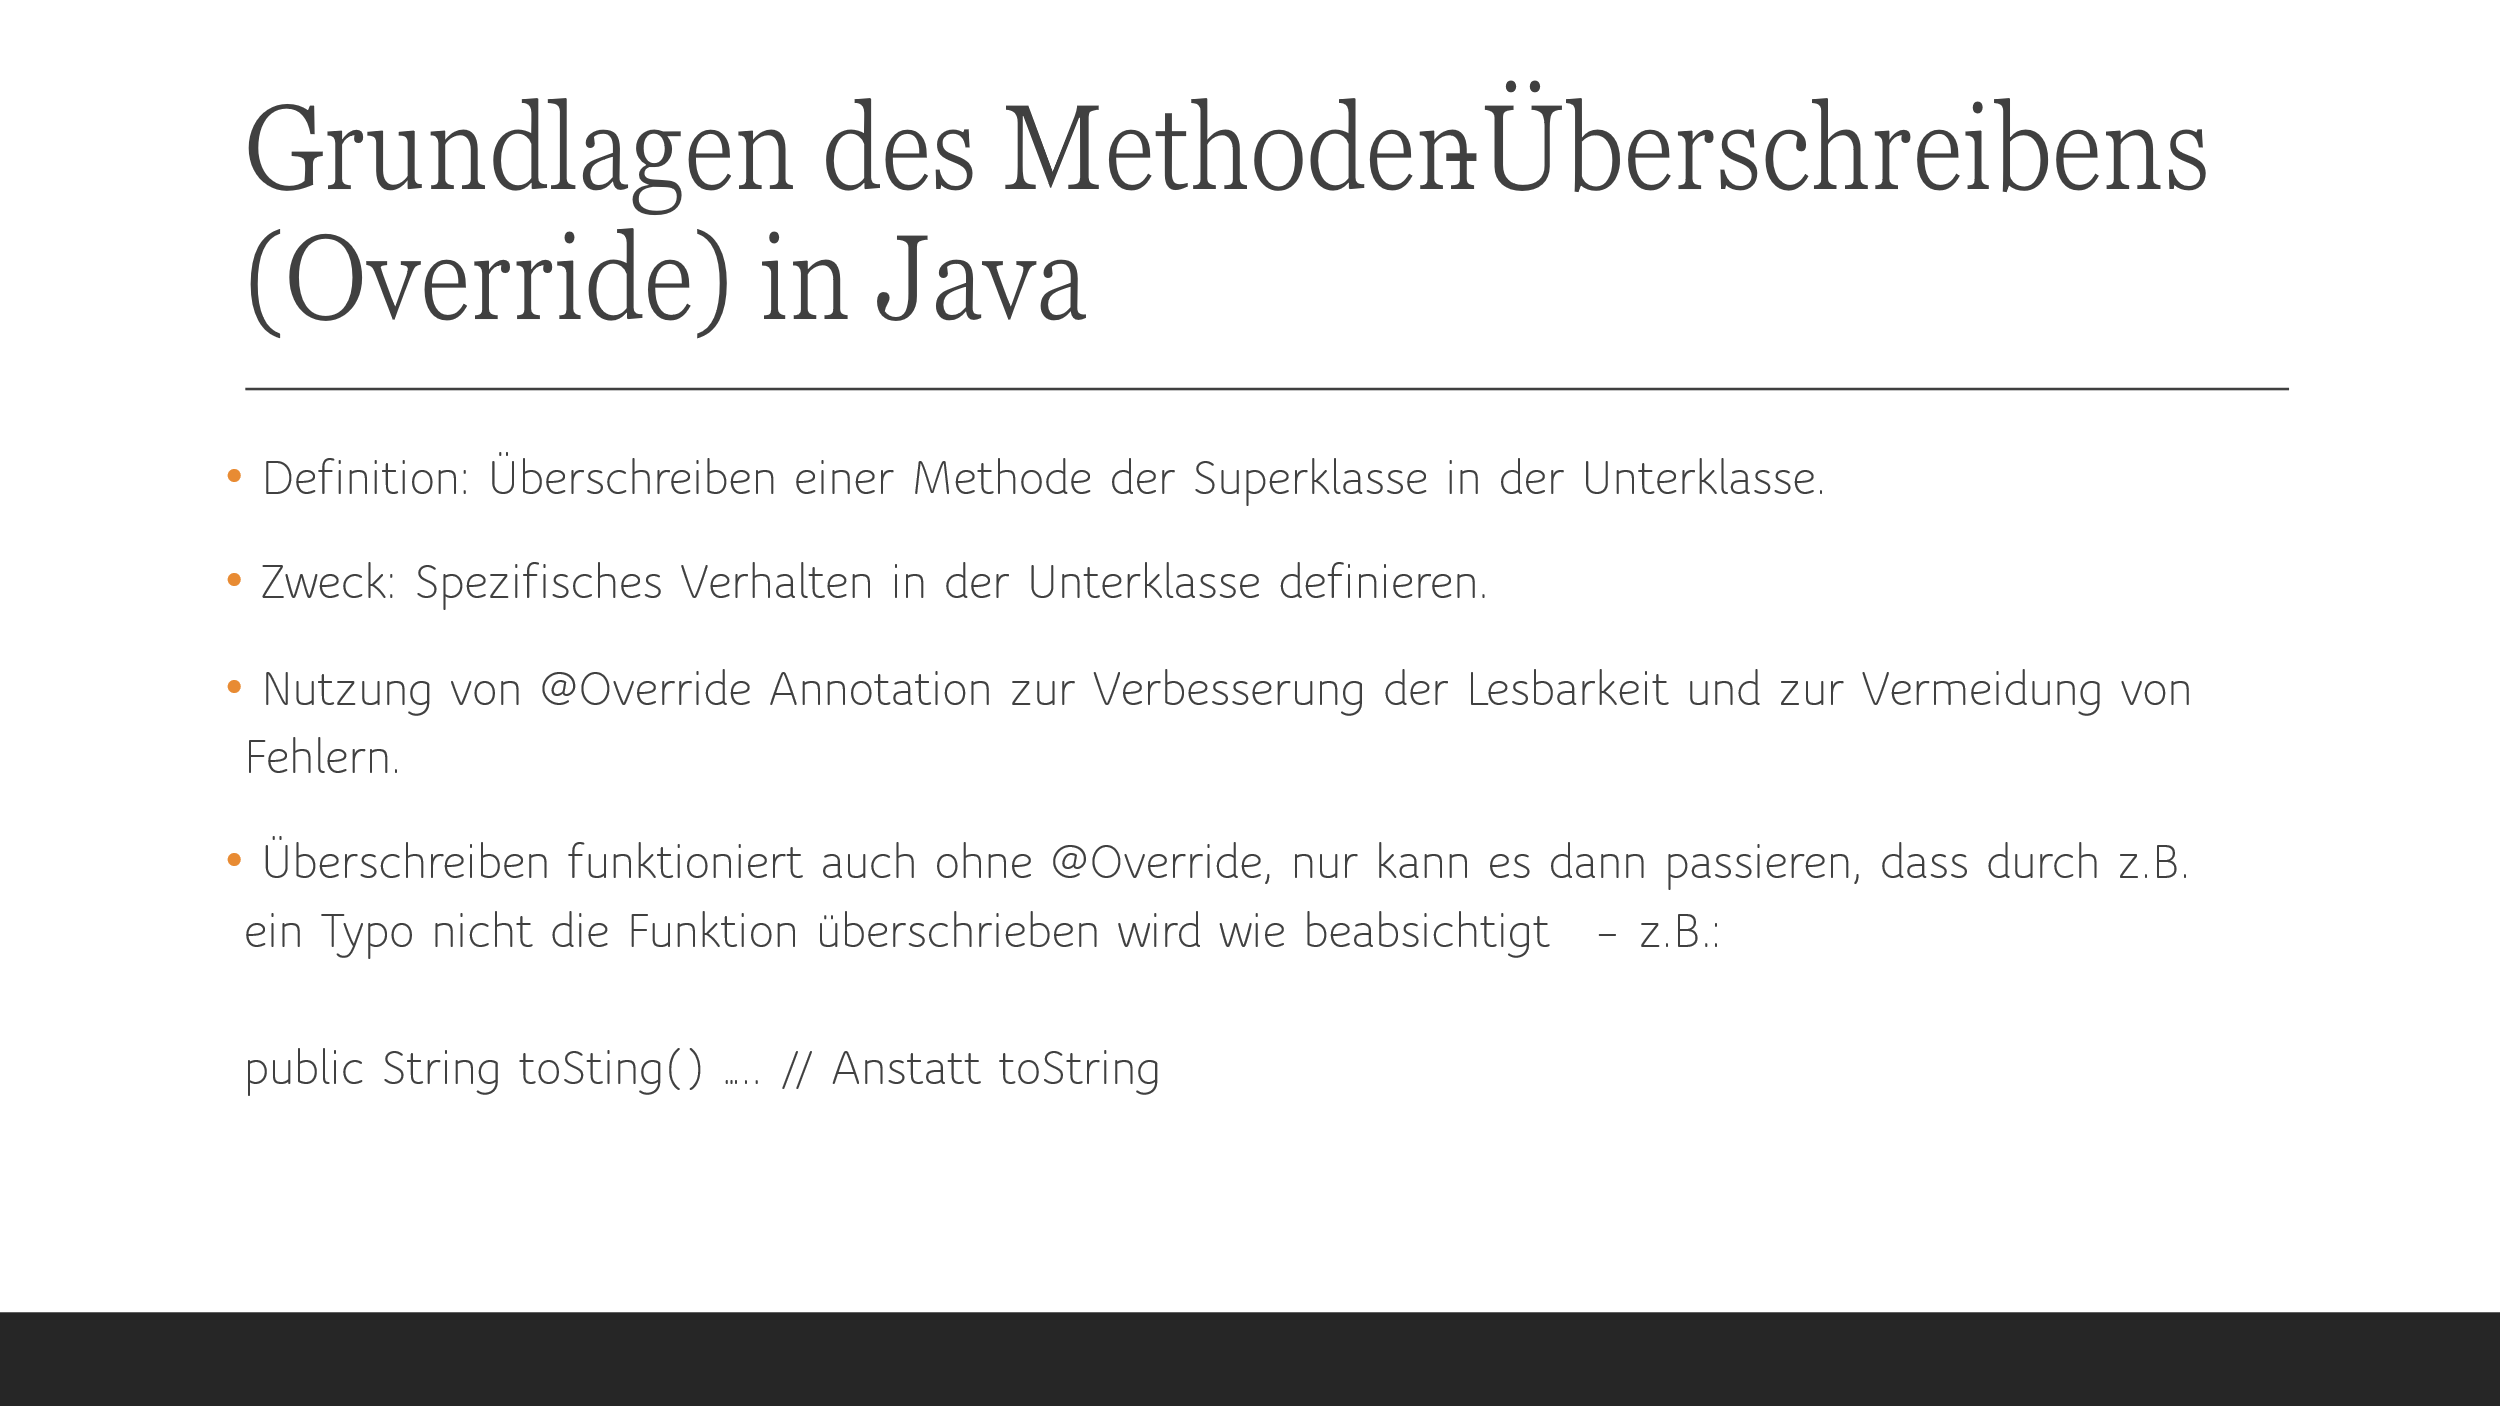 Grundlagen des Methoden-Überschreibens
(Override) in Java
• Definition: Überschreiben einer Methode der Superklasse in der Unterklasse.
• Zweck: Spezifisches Verhalten in der Unterklasse definieren.
• Nutzung von @Override Annotation zur Verbesserung der Lesbarkeit und zur Vermeidung von
Fehlern.
• Überschreiben funktioniert auch ohne @Override, nur kann es dann passieren, dass durch z.B.
ein Typo nicht die Funktion überschrieben wird wie beabsichtigt – z.B.:
public String toSting() ….. // Anstatt toString